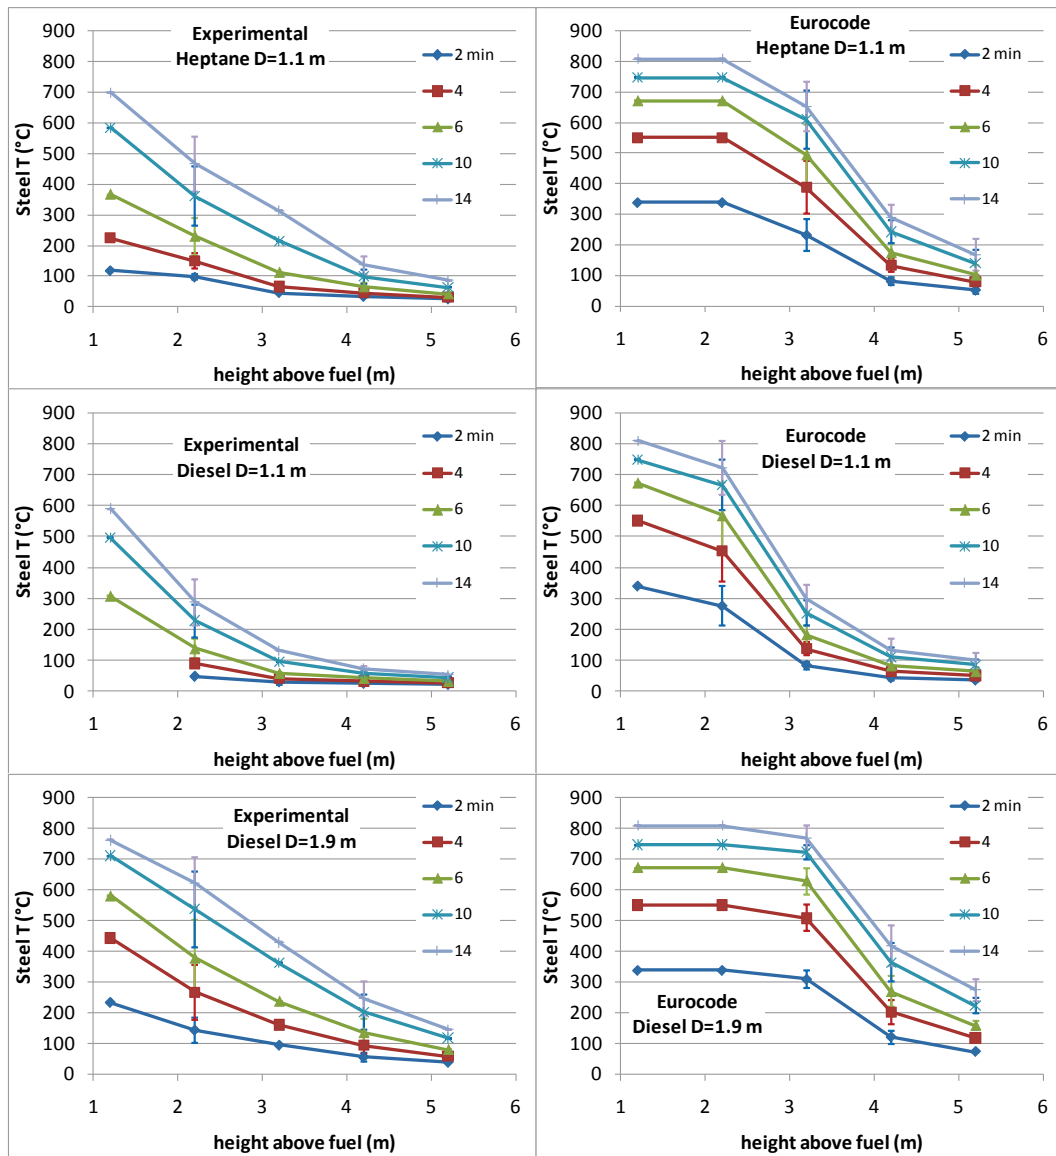 Experimental
Heptane D=1.1 m
Steel T (°C)
900
800
700
600
500
400
300
200
100
0
1 2 3 4 5 6
height above fuel (m)
2 min
4
6
10
14
Eurocode
Heptane D=1.1 m
Steel T (°C)
900
800
700
600
500
400
300
200
100
0
1 2 3 4 5 6
height above fuel (m)
2 min
4
6
10
14
Experimental
Diesel D=1.1 m
Steel T (°C)
900
800
700
600
500
400
300
200
100
0
1 2 3 4 5 6
height above fuel (m)
2 min
4
6
10
14
Eurocode
Diesel D=1.1 m
Steel T (°C)
900
800
700
600
500
400
300
200
100
0
1 2 3 4 5 6
height above fuel (m)
2 min
4
6
10
14
Experimental
Diesel D=1.9 m
Steel T (°C)
900
800
700
600
500
400
300
200
100
0
1 2 3 4 5 6
height above fuel (m)
2 min
4
6
10
14
Eurocode
Diesel D=1.9 m
Steel T (°C)
900
800
700
600
500
400
300
200
100
0
1 2 3 4 5 6
height above fuel (m)
2 min
4
6
10
14